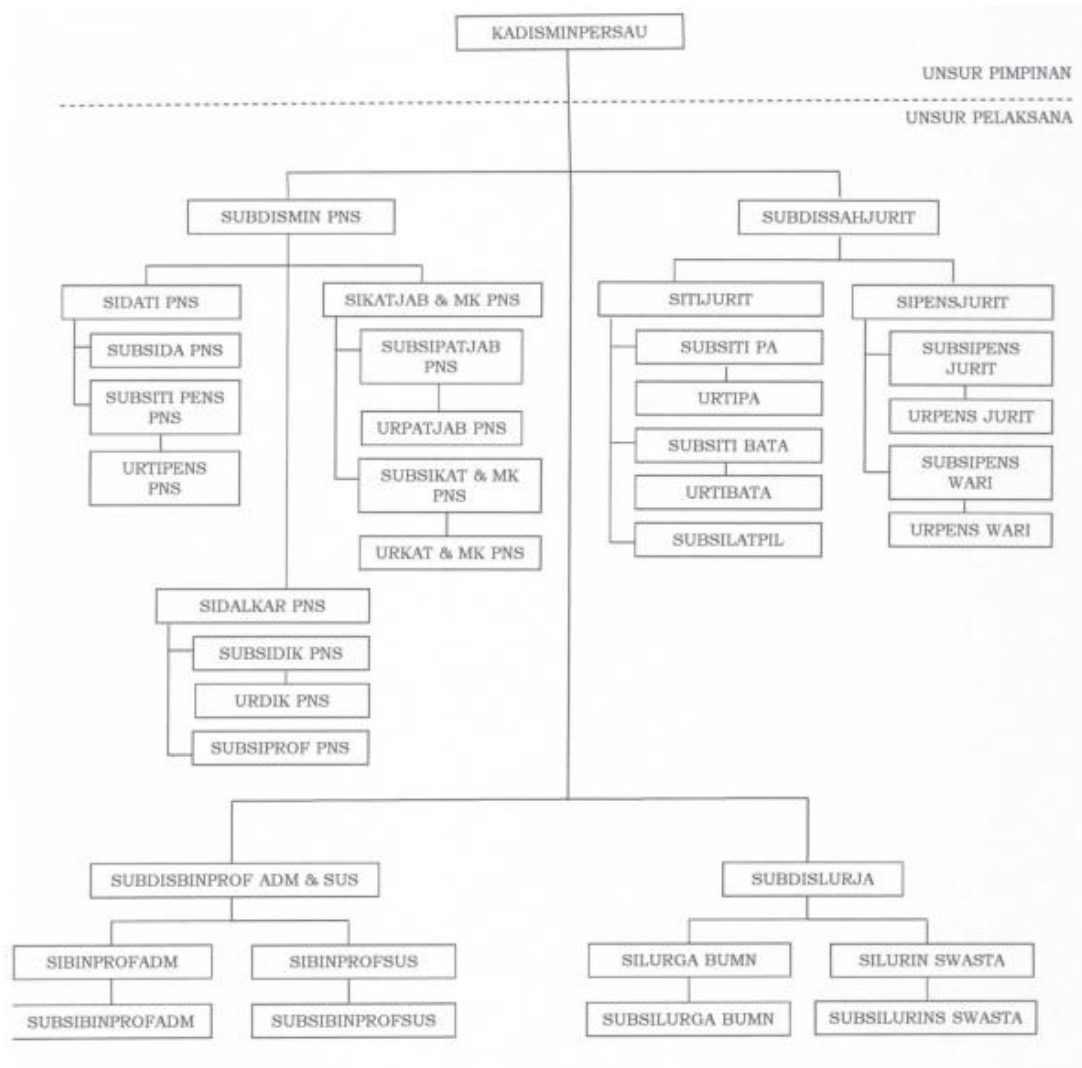 KADISMINPERSAU
UNSUR PIMPINAN
UNSUR PELAKSANA
SUBDISMIN PNS
SUBDISSAHJURIT
SIDATI PNS
SUBSIDA PNS
SUBSITI PENS
PNS
URTIPENS
PNS
SIKATJAB & MK PNS
SUBSIPATJAB
PNS
URPATJAB PNS
SUBSIKAT & MK
PNS
URKAT & MK PNS
SITIJURIT
SUBSITI PA
URTIPA
SUBSITI BATA
URTIBATA
SUBSILATPIL
SIPENSJURIT
SUBSIPENS
JURIT
URPENS JURIT
SUBSIPENS
WARI
URPENS WARI
SIDALKAR PNS
SUBSIDIK PNS
URDIK PNS
SUBSIPROF PNS
SUBDISBINPROF ADM & SUS
SUBDISLURJA
SIBINPROFADM
SUBSIBINPROFADM
SIBINPROFSUS
SUBSIBINPROFSUS
SILURGA BUMN
SUBSILURGA BUMN
SILURIN SWASTA
SUBSILURINS SWASTA